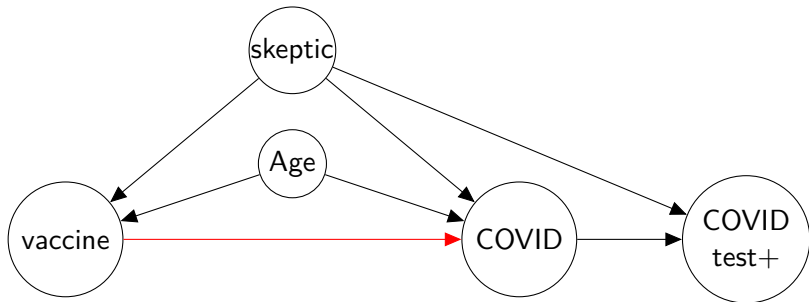 skeptic
Age
vaccine
COVID
COVID
test+